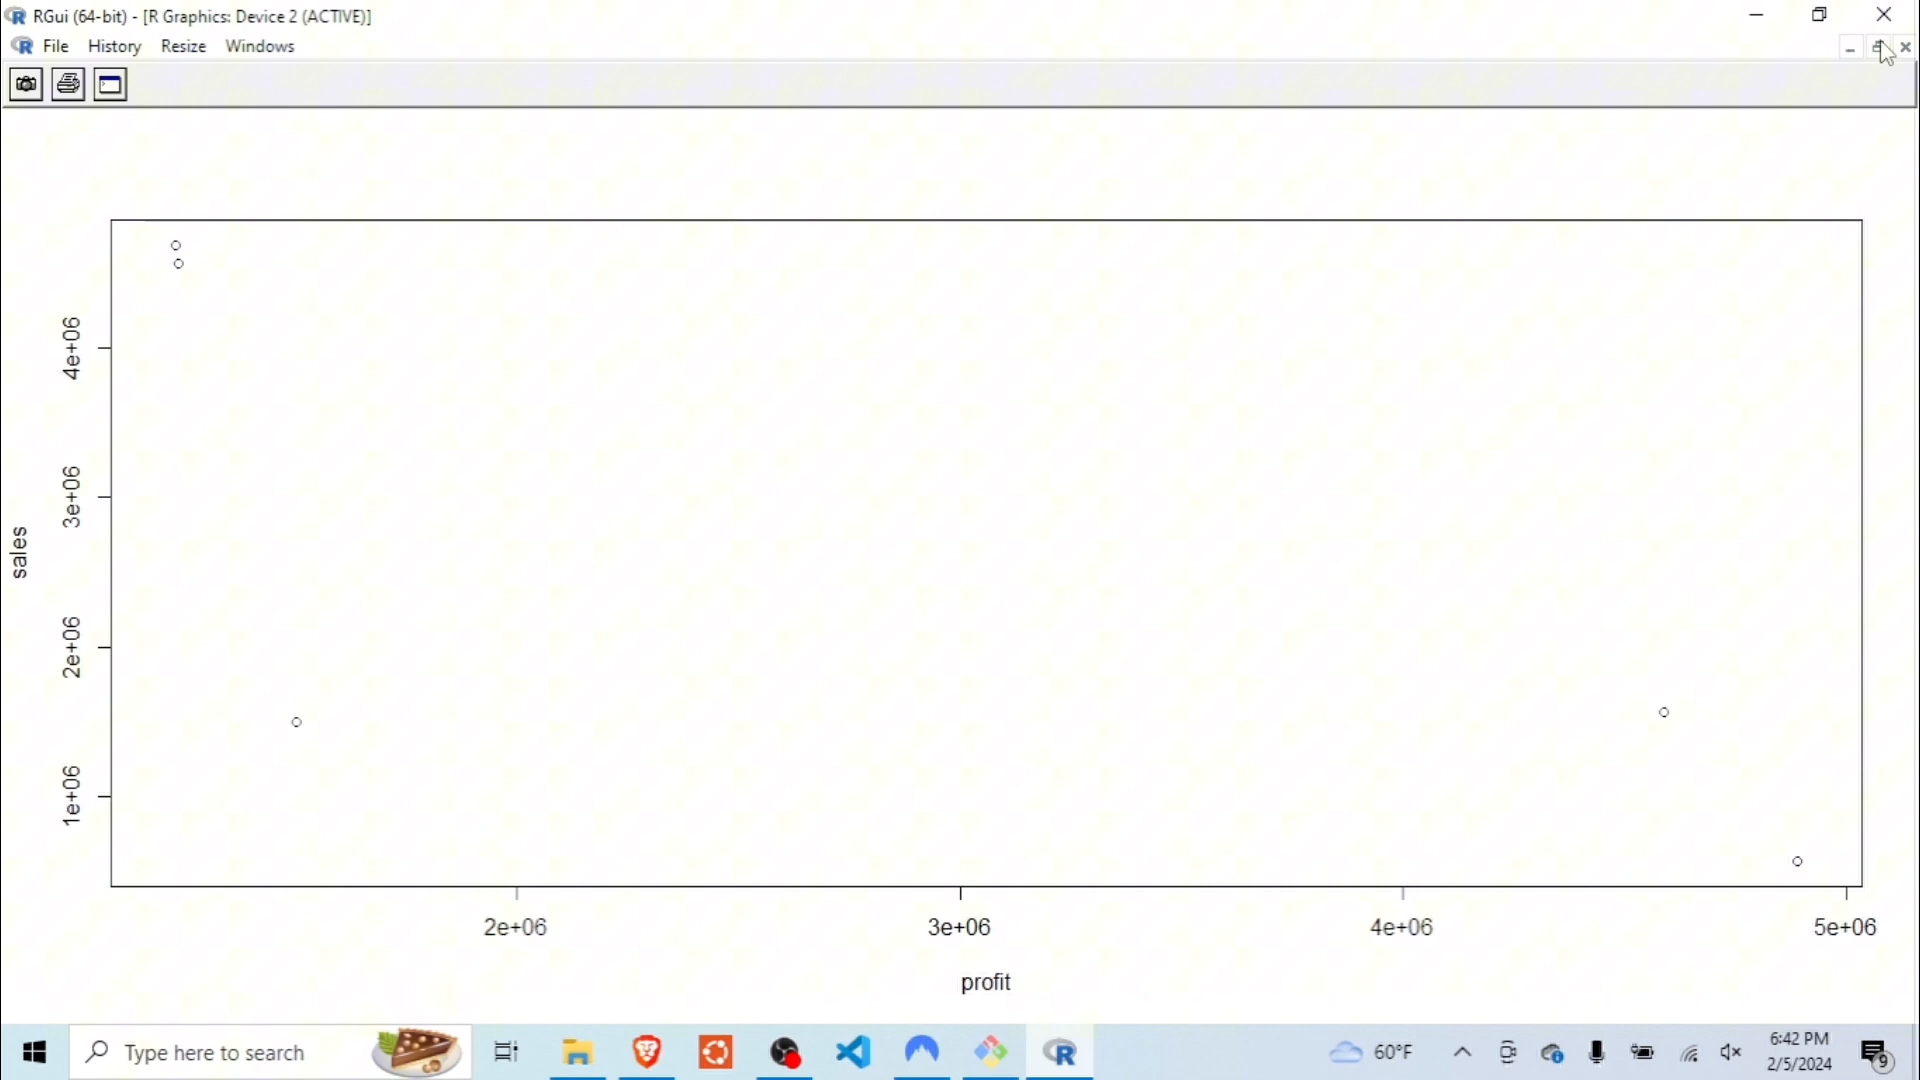 RGui (64-bit) - [R Graphics: Device 2 (ACTIVE)]
File History Resize Windows
4e+06
3e+06
sales
2e+06
1e+06
2e+06 3e+06 4e+06 5e+06
profit
Type here to search
60°F
6:42 PM
2/5/2024
9